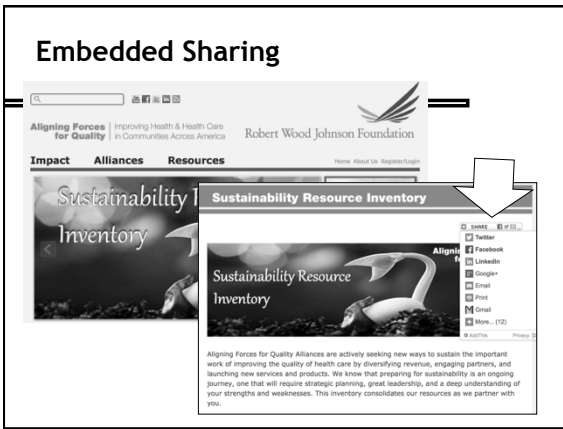 Embedded Sharing
Aligning Forces | Improving Health & Health Care
for Quality | in Communities Across America
Robert Wood Johnson Foundation
Impact Alliances Resources
Home About Us Register/Login
Sustainability
Inventory
Sustainability Resource Inventory
SHARE
Twitter
Facebook
LinkedIn
Google+
Email
Print
Gmail
More... (12)
AddThis Privacy
Sustainability Resource
Inventory
Aligning Forces for Quality Alliances are actively seeking new ways to sustain the important
work of improving the quality of health care by diversifying revenue, engaging partners, and
launching new services and products. We know that preparing for sustainability is an ongoing
journey, one that will require strategic planning, great leadership, and a deep understanding of
your strengths and weaknesses. This inventory consolidates our resources as we partner with
you.